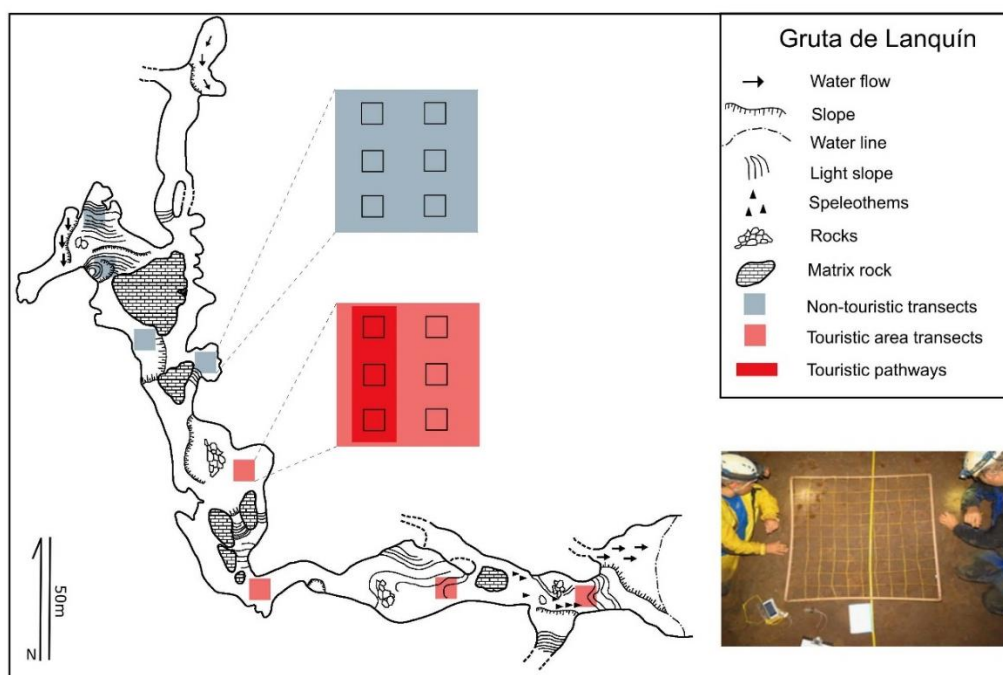 Gruta de Lanquín
Water flow
Slope
Water line
Light slope
Speleothems
Rocks
Matrix rock
Non-touristic transects
Touristic area transects
Touristic pathways
50m
N